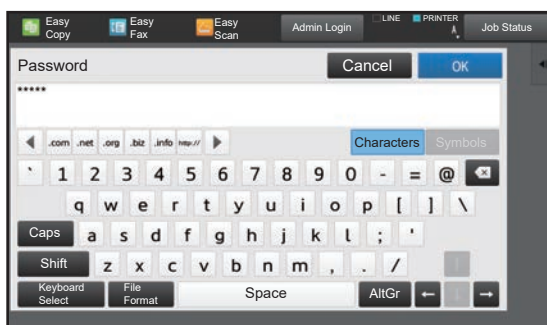 Easy Copy
Easy Fax
Easy Scan
Admin Login
LINE
PRINTER
Job Status
Password
Cancel
OK
*****
.com .net .org .biz .info http://
Characters
Symbols
` 1 2 3 4 5 6 7 8 9 0 - = @
q w e r t y u i o p [ ] \
Caps a s d f g h j k l ; '
Shift z x c v b n m , . /
Keyboard Select
File Format
Space
AltGr ← ↓ →